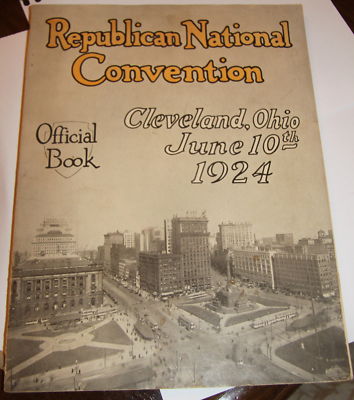 Republican National
Convention
Cleveland, Ohio
June 10th
1924
Official
Book